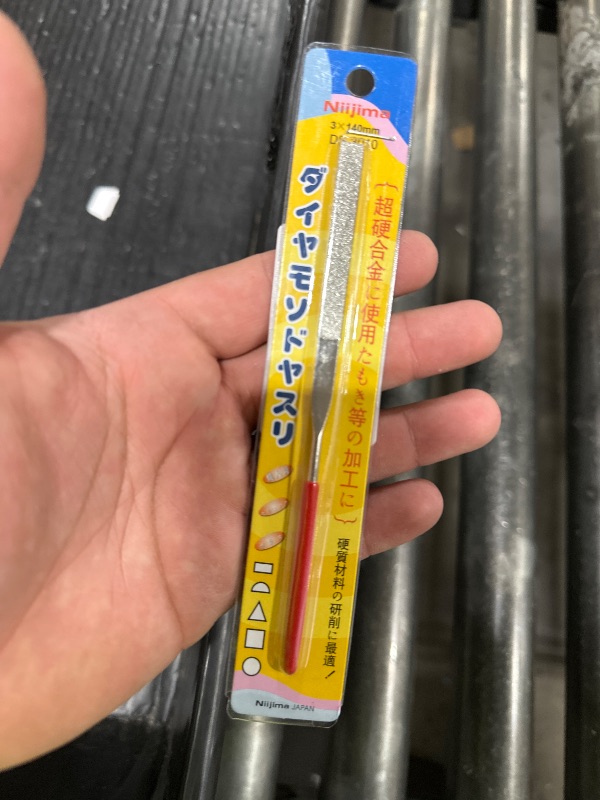 Niijima
3×140mm
ダイヤモンドヤスリ
超硬合金に使用たもき等の加工に
硬質材料の研削に最適!
Niijima JAPAN